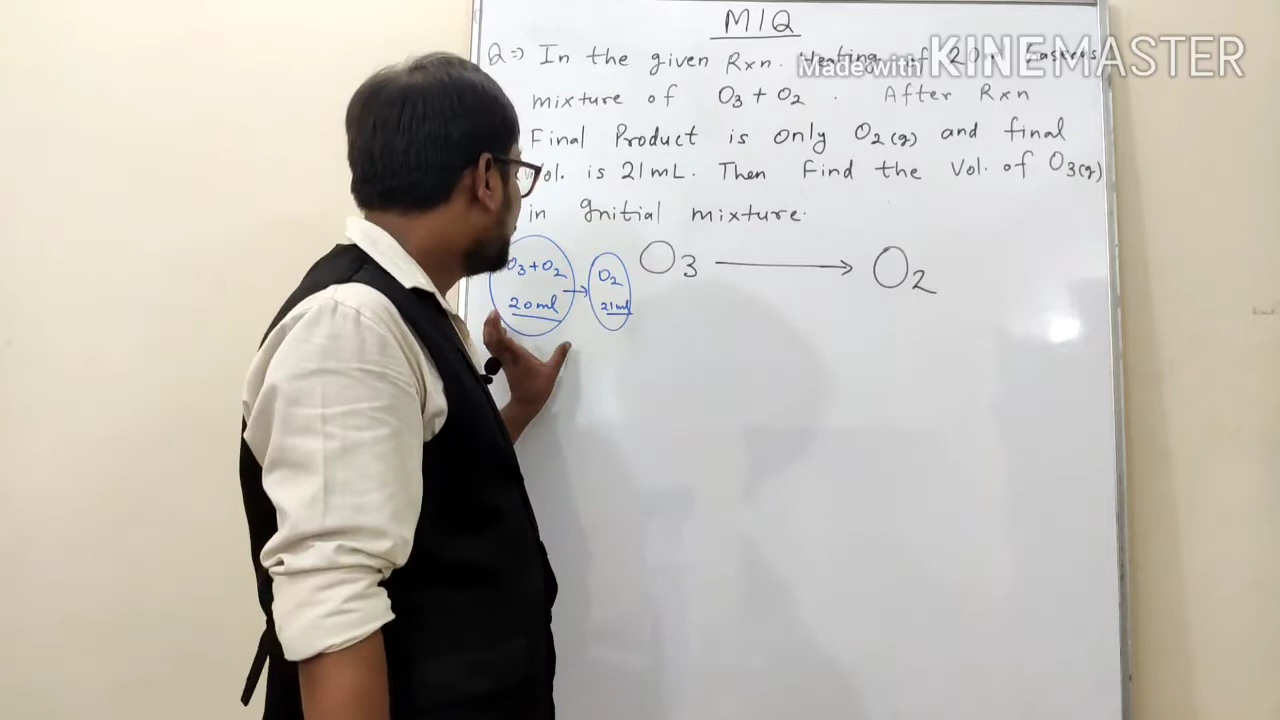 MIQ
Q⇒ In the given Rxn. Heating of 20
Made with KINEMASTER
mixture of O₃ + O₂ . After Rxn
Final Product is only O₂(g) and final
Vol. is 21mL. Then find the Vol. of O₃(g)
in Initial mixture.
O₃ + O₂
20 ml
→
O₂
21ml
O₃ ⟶ O₂